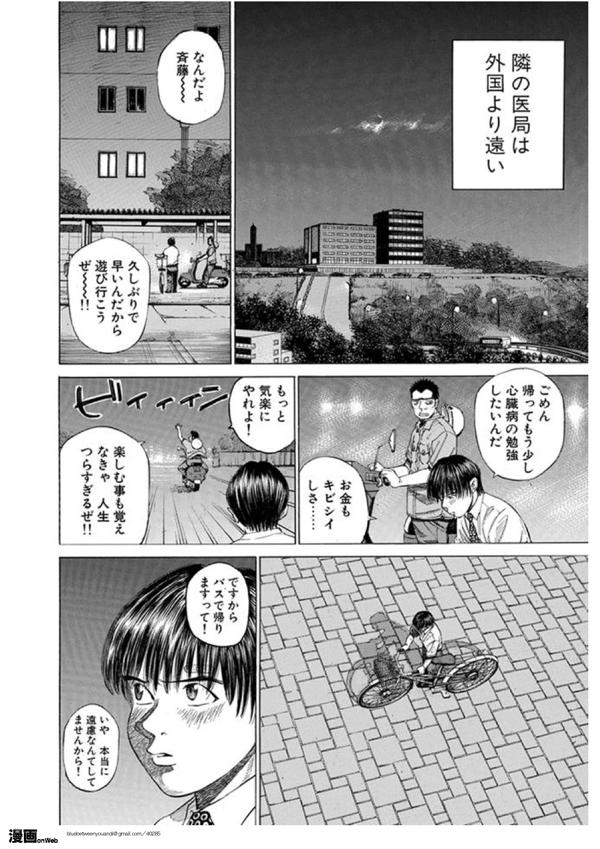 隣の医局は
外国より遠い
なんだよ
斉藤～～
久しぶりで
早いんだから
遊び行こう
ぜ～～!!
ごめん
帰ってもう少し
心臓病の勉強
したいんだ
お金も
キビシイ
しさ……
もっと
気楽に
やれよ！
ビィィィン
楽しむ事も覚え
なきゃ 人生
つらすぎるぜ!!
ですから
バスで帰り
ますって！
いや 本当に
遠慮なんてして
ませんから！
漫画onWeb
bluebetweenyouandi@gmail.com/40285